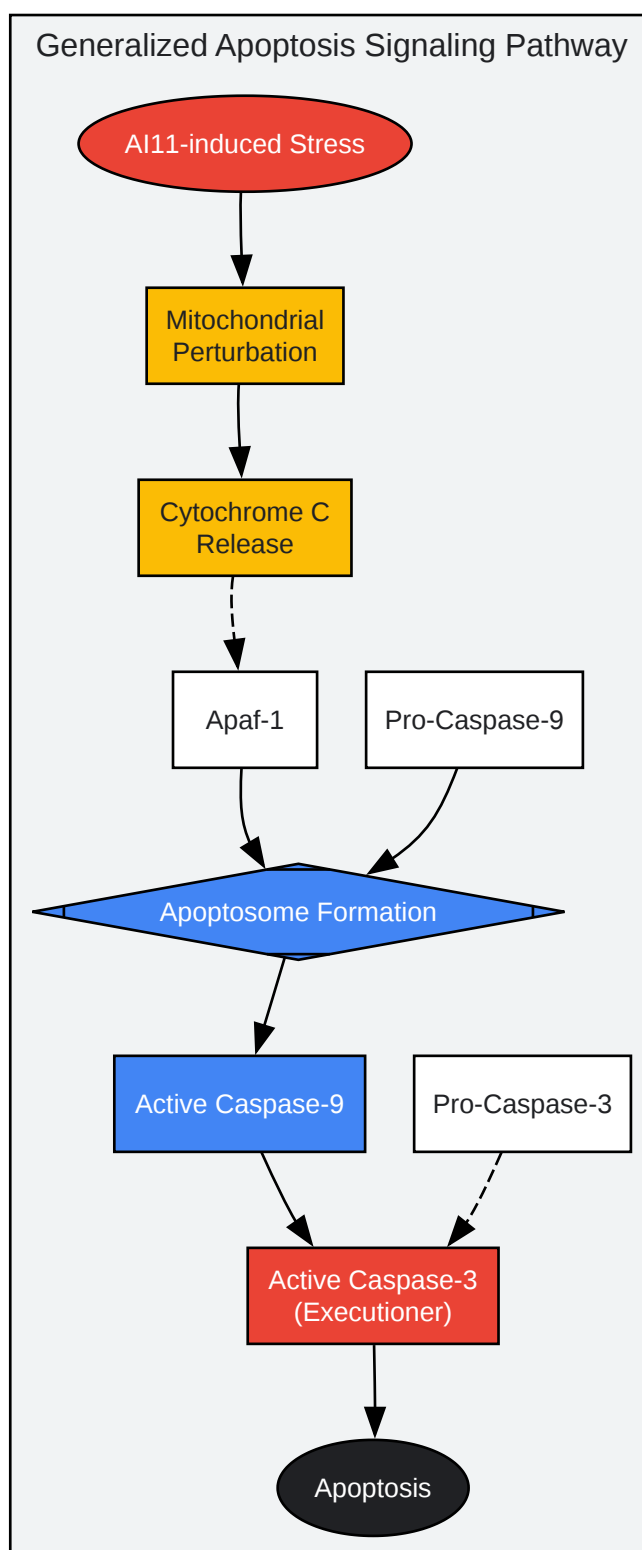 Generalized Apoptosis Signaling Pathway
AI11-induced Stress
Mitochondrial
Perturbation
Cytochrome C
Release
Apaf-1
Pro-Caspase-9
Apoptosome Formation
Active Caspase-9
Pro-Caspase-3
Active Caspase-3
(Executioner)
Apoptosis